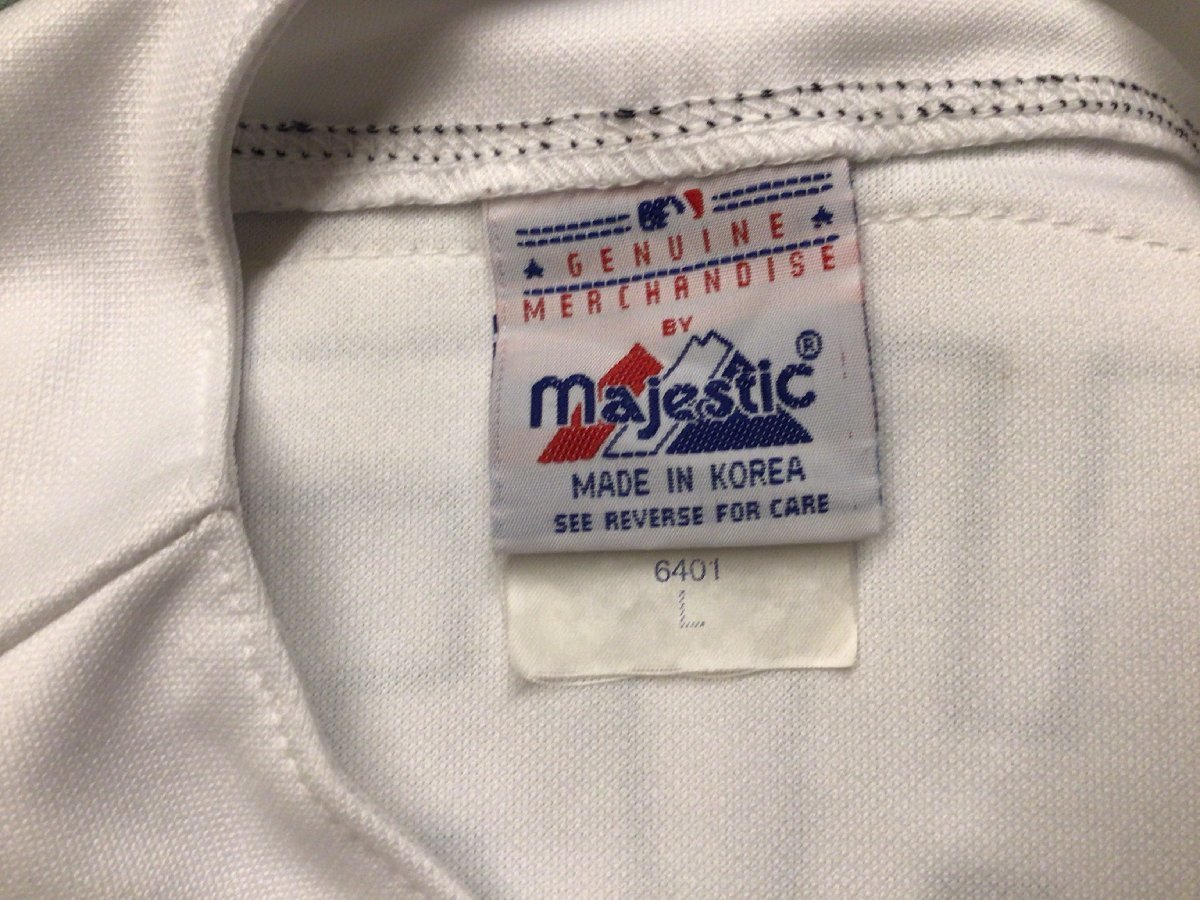 GENUINE
MERCHANDISE
BY
majestic®
MADE IN KOREA
SEE REVERSE FOR CARE
6401
L